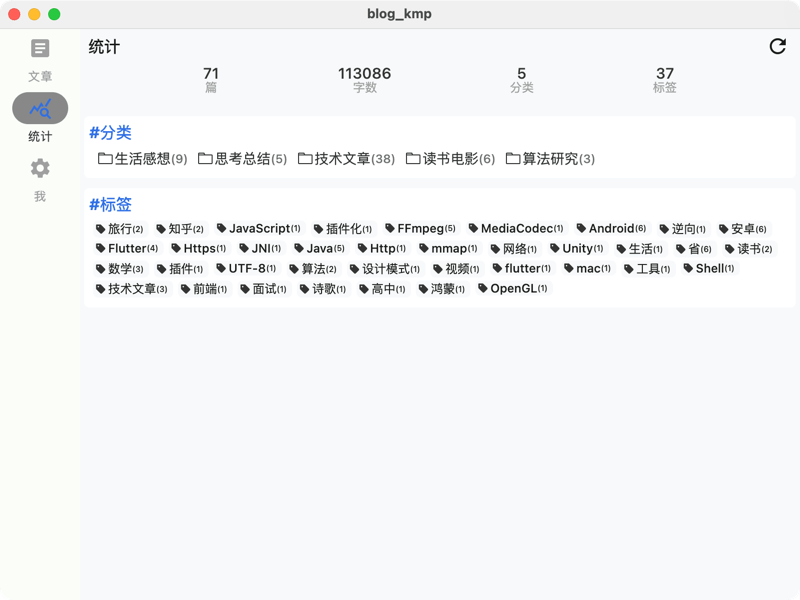 blog_kmp
文章
统计
我
统计
71 113086 5 37
篇 字数 分类 标签
#分类
生活感想(9) 思考总结(5) 技术文章(38) 读书电影(6) 算法研究(3)
#标签
旅行(2) 知乎(2) JavaScript(1) 插件化(1) FFmpeg(5) MediaCodec(1) Android(6) 逆向(1) 安卓(6)
Flutter(4) Https(1) JNI(1) Java(5) Http(1) mmap(1) 网络(1) Unity(1) 生活(1) 省(6) 读书(2)
数学(3) 插件(1) UTF-8(1) 算法(2) 设计模式(1) 视频(1) flutter(1) mac(1) 工具(1) Shell(1)
技术文章(3) 前端(1) 面试(1) 诗歌(1) 高中(1) 鸿蒙(1) OpenGL(1)